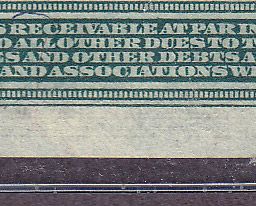 S RECEIVABLE AT PAR IN
D ALL OTHER DUES TO T
ES AND OTHER DEBTS A
AND ASSOCIATIONS W